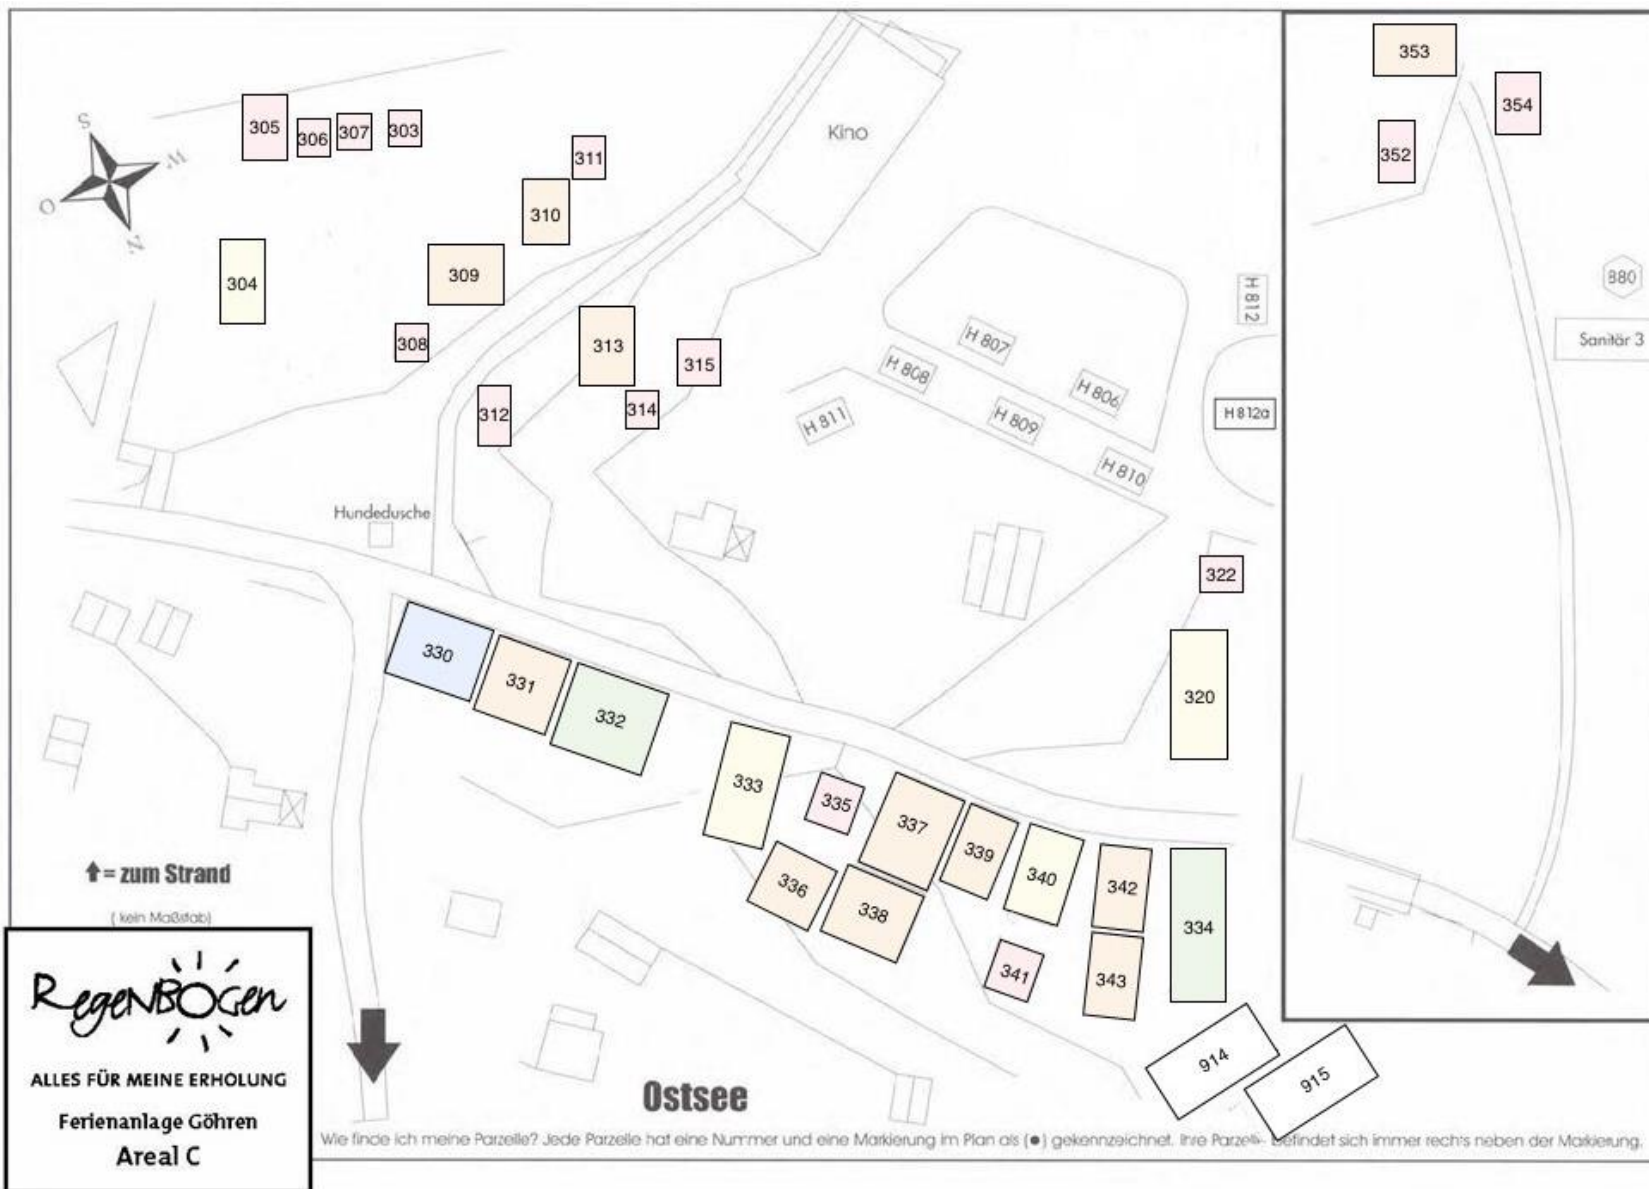 353
354
352
880
Sanitär 3
305
306
307
303
311
310
Kino
S
W
O
N
304
309
308
313
315
312
314
H 812
H 807
H 808
H 806
H 812a
H 811
H 809
H 810
Hundedusche
322
320
330
331
332
333
335
337
339
340
342
334
336
338
341
343
914
915
= zum Strand
( kein Maßstab)
RegenBOgen
ALLES FÜR MEINE ERHOLUNG
Ferienanlage Göhren
Areal C
Ostsee
Wie finde ich meine Parzelle? Jede Parzelle hat eine Nummer und eine Markierung im Plan als (●) gekennzeichnet. Ihre befindet sich immer rechts neben der Markierung.